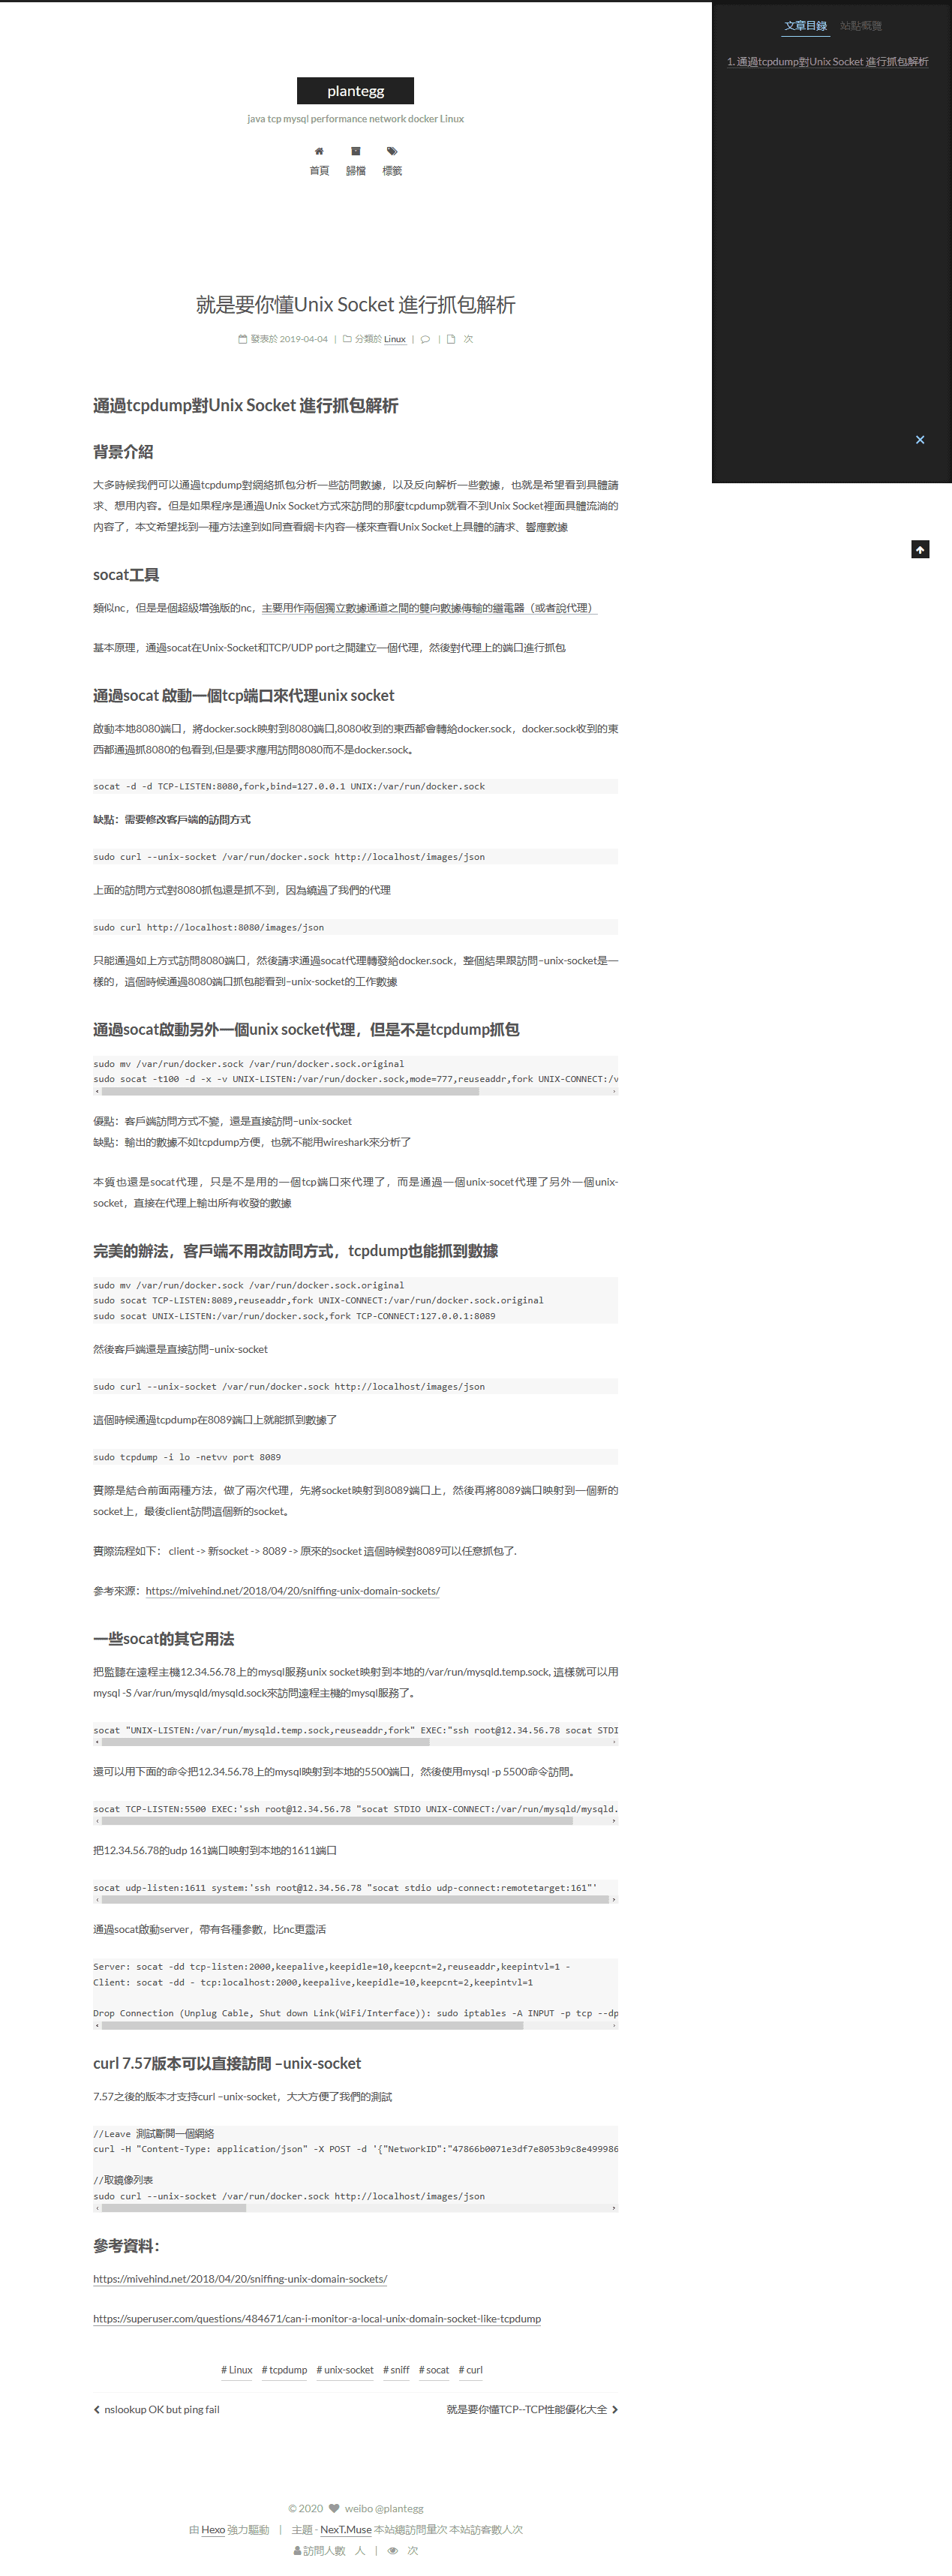 plantegg
java tcp mysql performance network docker Linux
首頁
歸檔
標籤
文章目錄 站點概覽
1. 通過tcpdump對Unix Socket 進行抓包解析
就是要你懂Unix Socket 進行抓包解析
發表於 2019-04-04 | 分類於 Linux | | 次
通過tcpdump對Unix Socket 進行抓包解析
背景介紹
大多時候我們可以通過tcpdump對網絡抓包分析一些訪問數據，以及反向解析一些數據，也就是希望看到具體請
求、想用內容。但是如果程序是通過Unix Socket方式來訪問的那麼tcpdump就看不到Unix Socket裡面具體流淌的
內容了，本文希望找到一種方法達到如同查看網卡內容一樣來查看Unix Socket上具體的請求、響應數據
socat工具
類似nc，但是是個超級增強版的nc，主要用作兩個獨立數據通道之間的雙向數據傳輸的繼電器（或者說代理）
基本原理，通過socat在Unix-Socket和TCP/UDP port之間建立一個代理，然後對代理上的端口進行抓包
通過socat 啟動一個tcp端口來代理unix socket
啟動本地8080端口，將docker.sock映射到8080端口,8080收到的東西都會轉給docker.sock，docker.sock收到的東
西都通過抓8080的包看到,但是要求應用訪問8080而不是docker.sock。
socat -d -d TCP-LISTEN:8080,fork,bind=127.0.0.1 UNIX:/var/run/docker.sock
缺點：需要修改客戶端的訪問方式
sudo curl --unix-socket /var/run/docker.sock http://localhost/images/json
上面的訪問方式對8080抓包還是抓不到，因為繞過了我們的代理
sudo curl http://localhost:8080/images/json
只能通過如上方式訪問8080端口，然後請求通過socat代理轉發給docker.sock，整個結果跟訪問–unix-socket是一
樣的，這個時候通過8080端口抓包能看到–unix-socket的工作數據
通過socat啟動另外一個unix socket代理，但是不是tcpdump抓包
sudo mv /var/run/docker.sock /var/run/docker.sock.original
sudo socat -t100 -d -x -v UNIX-LISTEN:/var/run/docker.sock,mode=777,reuseaddr,fork UNIX-CONNECT:/v
優點：客戶端訪問方式不變，還是直接訪問–unix-socket
缺點：輸出的數據不如tcpdump方便，也就不能用wireshark來分析了
本質也還是socat代理，只是不是用的一個tcp端口來代理了，而是通過一個unix-socet代理了另外一個unix-
socket，直接在代理上輸出所有收發的數據
完美的辦法，客戶端不用改訪問方式，tcpdump也能抓到數據
sudo mv /var/run/docker.sock /var/run/docker.sock.original
sudo socat TCP-LISTEN:8089,reuseaddr,fork UNIX-CONNECT:/var/run/docker.sock.original
sudo socat UNIX-LISTEN:/var/run/docker.sock,fork TCP-CONNECT:127.0.0.1:8089
然後客戶端還是直接訪問–unix-socket
sudo curl --unix-socket /var/run/docker.sock http://localhost/images/json
這個時候通過tcpdump在8089端口上就能抓到數據了
sudo tcpdump -i lo -netvv port 8089
實際是結合前面兩種方法，做了兩次代理，先將socket映射到8089端口上，然後再將8089端口映射到一個新的
socket上，最後client訪問這個新的socket。
實際流程如下： client -> 新socket -> 8089 -> 原來的socket 這個時候對8089可以任意抓包了.
參考來源：https://mivehind.net/2018/04/20/sniffing-unix-domain-sockets/
一些socat的其它用法
把監聽在遠程主機12.34.56.78上的mysql服務unix socket映射到本地的/var/run/mysqld.temp.sock, 這樣就可以用
mysql -S /var/run/mysqld/mysqld.sock來訪問遠程主機的mysql服務了。
socat "UNIX-LISTEN:/var/run/mysqld.temp.sock,reuseaddr,fork" EXEC:"ssh root@12.34.56.78 socat STDI
還可以用下面的命令把12.34.56.78上的mysql映射到本地的5500端口，然後使用mysql -p 5500命令訪問。
socat TCP-LISTEN:5500 EXEC:'ssh root@12.34.56.78 "socat STDIO UNIX-CONNECT:/var/run/mysqld/mysqld.
把12.34.56.78的udp 161端口映射到本地的1611端口
socat udp-listen:1611 system:'ssh root@12.34.56.78 "socat stdio udp-connect:remotetarget:161"'
通過socat啟動server，帶有各種參數，比nc更靈活
Server: socat -dd tcp-listen:2000,keepalive,keepidle=10,keepcnt=2,reuseaddr,keepintvl=1 -
Client: socat -dd - tcp:localhost:2000,keepalive,keepidle=10,keepcnt=2,keepintvl=1
Drop Connection (Unplug Cable, Shut down Link(WiFi/Interface)): sudo iptables -A INPUT -p tcp --dp
curl 7.57版本可以直接訪問 –unix-socket
7.57之後的版本才支持curl –unix-socket，大大方便了我們的測試
//Leave 測試斷開一個網絡
curl -H "Content-Type: application/json" -X POST -d '{"NetworkID":"47866b0071e3df7e8053b9c8e499986
//取鏡像列表
sudo curl --unix-socket /var/run/docker.sock http://localhost/images/json
參考資料：
https://mivehind.net/2018/04/20/sniffing-unix-domain-sockets/
https://superuser.com/questions/484671/can-i-monitor-a-local-unix-domain-socket-like-tcpdump
# Linux # tcpdump # unix-socket # sniff # socat # curl
nslookup OK but ping fail 就是要你懂TCP--TCP性能優化大全
© 2020 weibo @plantegg
由 Hexo 強力驅動 | 主題 - NexT.Muse 本站總訪問量次 本站訪客數人次
訪問人數 人 | 次